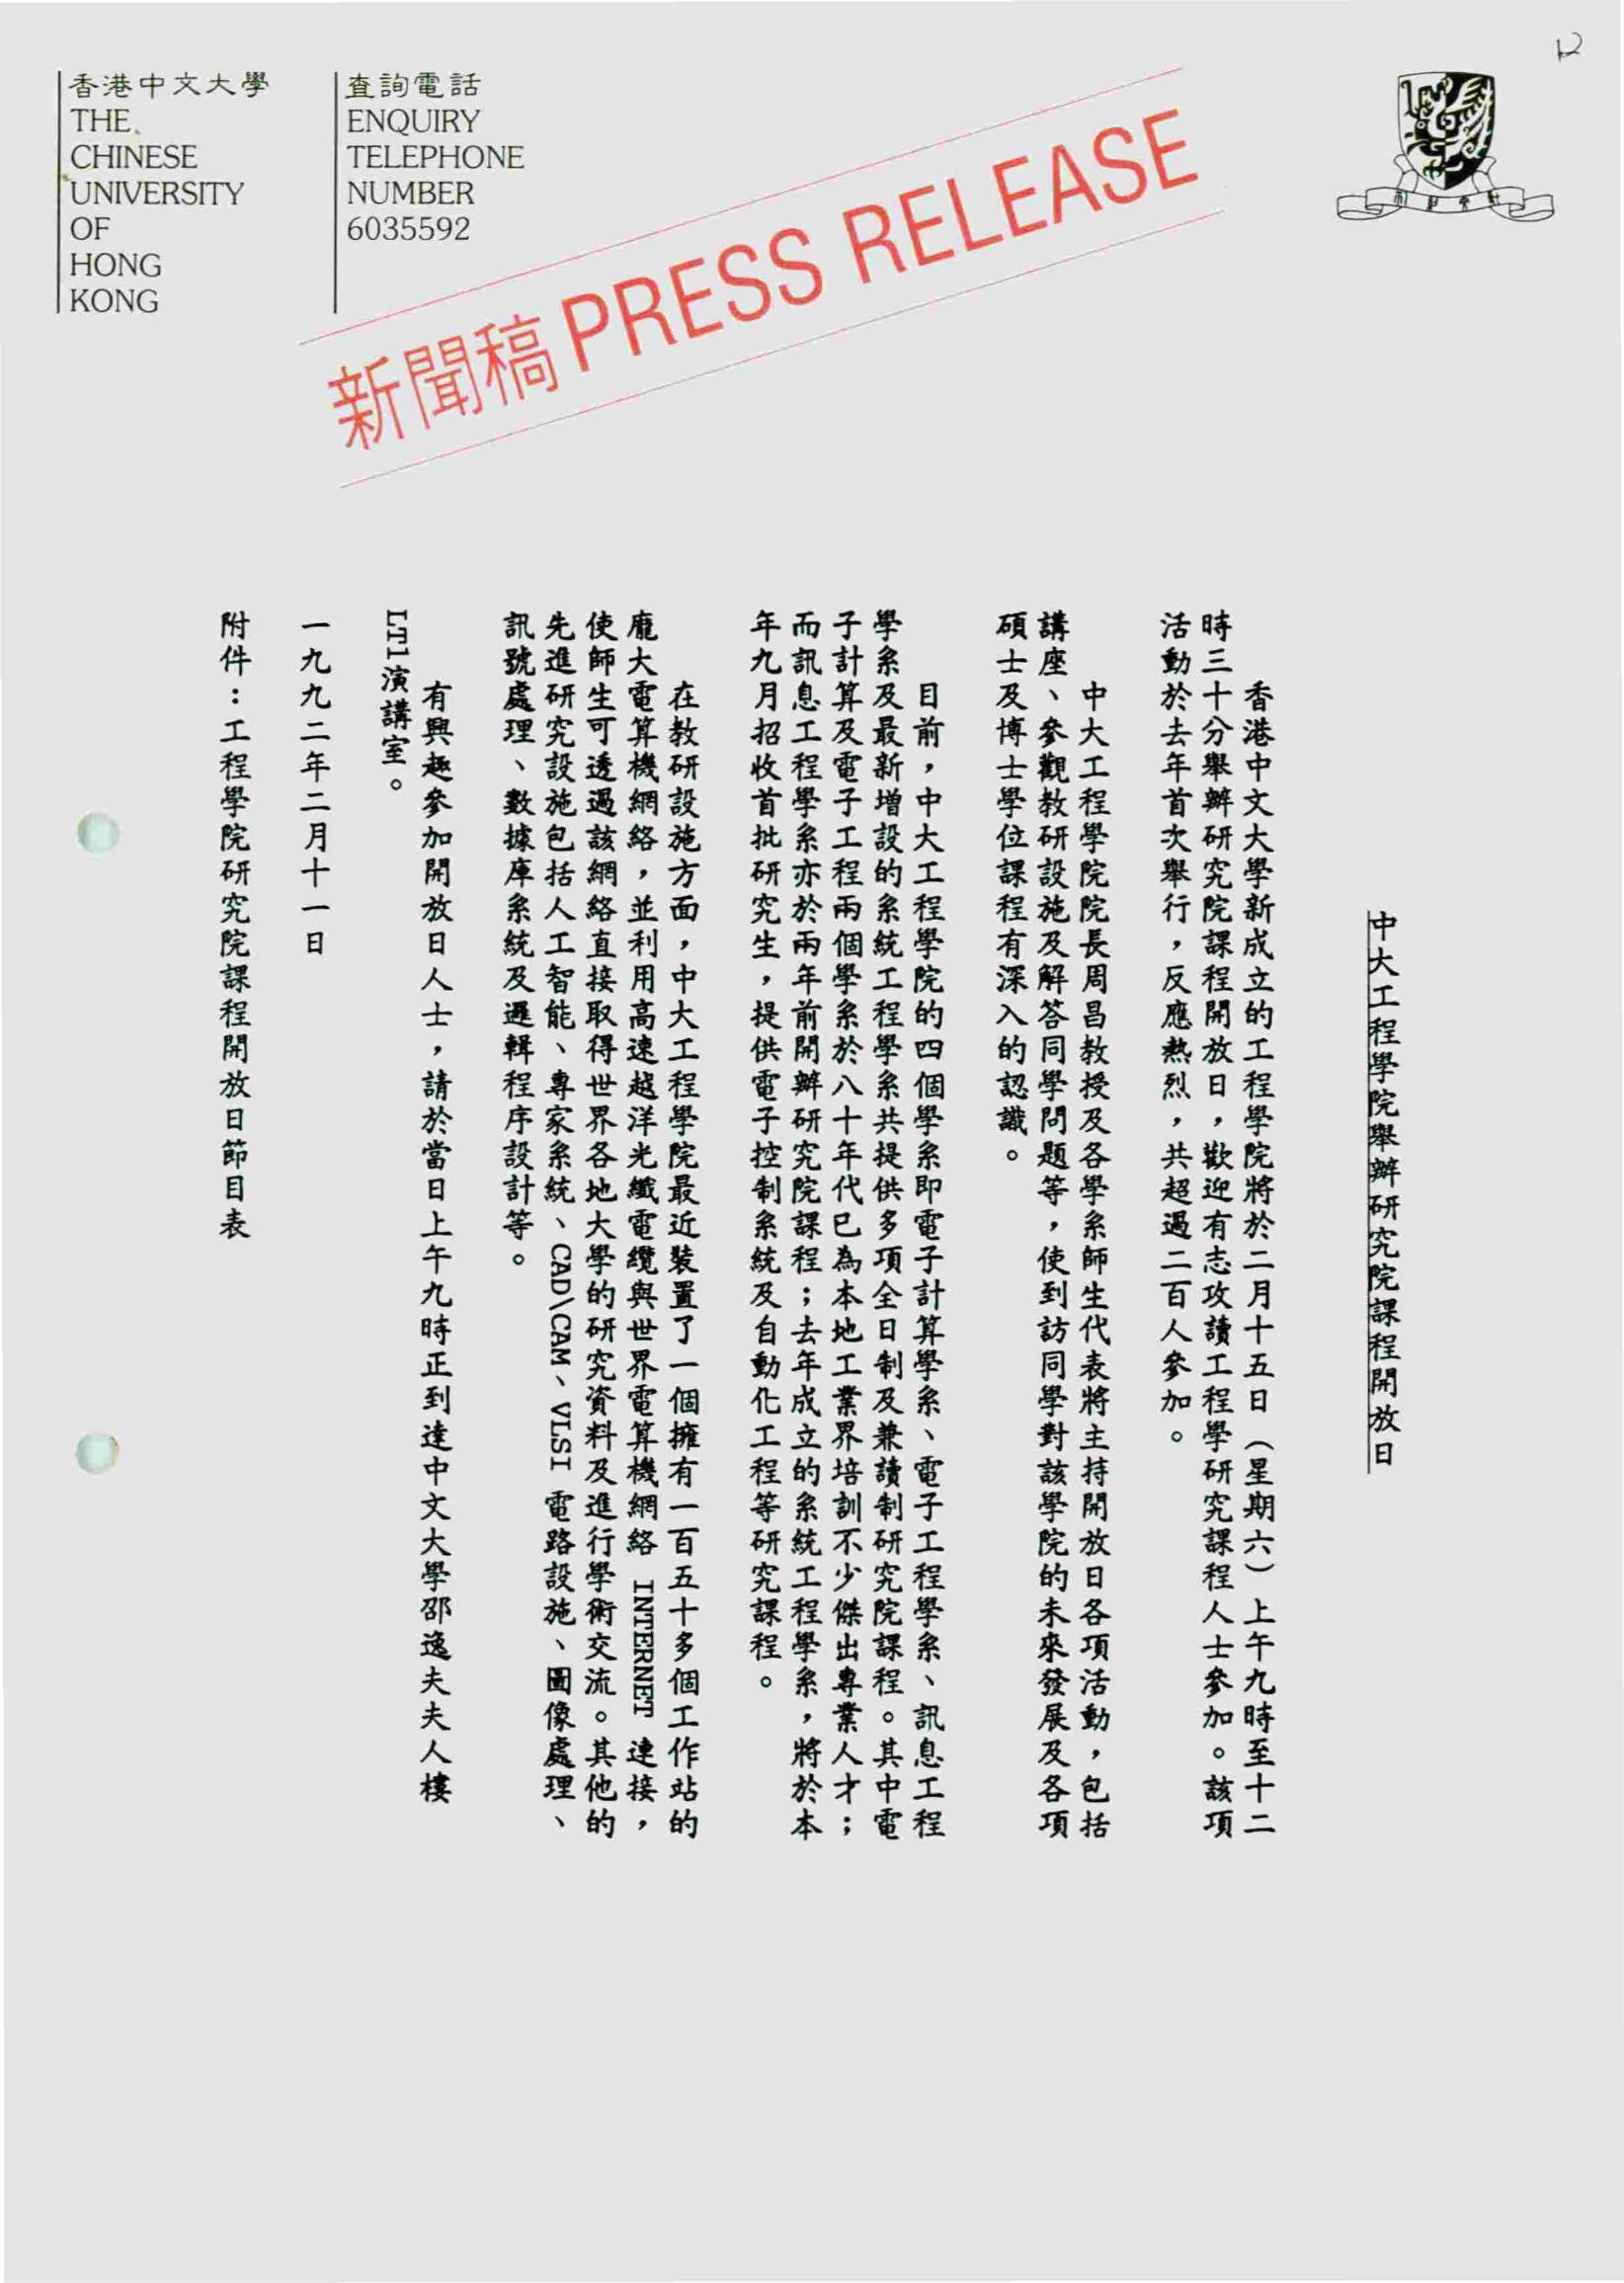 香港中文大學
THE
CHINESE
UNIVERSITY
OF
HONG
KONG
查詢電話
ENQUIRY
TELEPHONE
NUMBER
6035592
新聞稿 PRESS RELEASE
中大工程學院舉辦研究院課程開放日
香港中文大學新成立的工程學院將於二月十五日（星期六）上午九時至十二
時三十分舉辦研究院課程開放日，歡迎有志攻讀工程學研究課程人士參加。該項
活動於去年首次舉行，反應熱烈，共超過二百人參加。
中大工程學院院長周昌教授及各學系師生代表將主持開放日各項活動，包括
講座、參觀教研設施及解答同學問題等，使到訪同學對該學院的未來發展及各項
碩士及博士學位課程有深入的認識。
目前，中大工程學院的四個學系即電子計算學系、電子工程學系、訊息工程
學系及最新增設的系統工程學系共提供多項全日制及兼讀制研究院課程。其中電
子計算及電子工程兩個學系於八十年代已為本地工業界培訓不少傑出專業人才；
而訊息工程學系亦於兩年前開辦研究院課程；去年成立的系統工程學系，將於本
年九月招收首批研究生，提供電子控制系統及自動化工程等研究課程。
在教研設施方面，中大工程學院最近裝置了一個擁有一百五十多個工作站的
龐大電算機網絡，並利用高速越洋光纖電纜與世界電算機網絡 INTERNET 連接，
使師生可透過該網絡直接取得世界各地大學的研究資料及進行學術交流。其他的
先進研究設施包括人工智能、專家系統、CAD\CAM、VLSI 電路設施、圖像處理、
訊號處理、數據庫系統及邏輯程序設計等。
有興趣參加開放日人士，請於當日上午九時正到達中文大學邵逸夫夫人樓
LT1演講室。
一九九二年二月十一日
附件：工程學院研究院課程開放日節目表